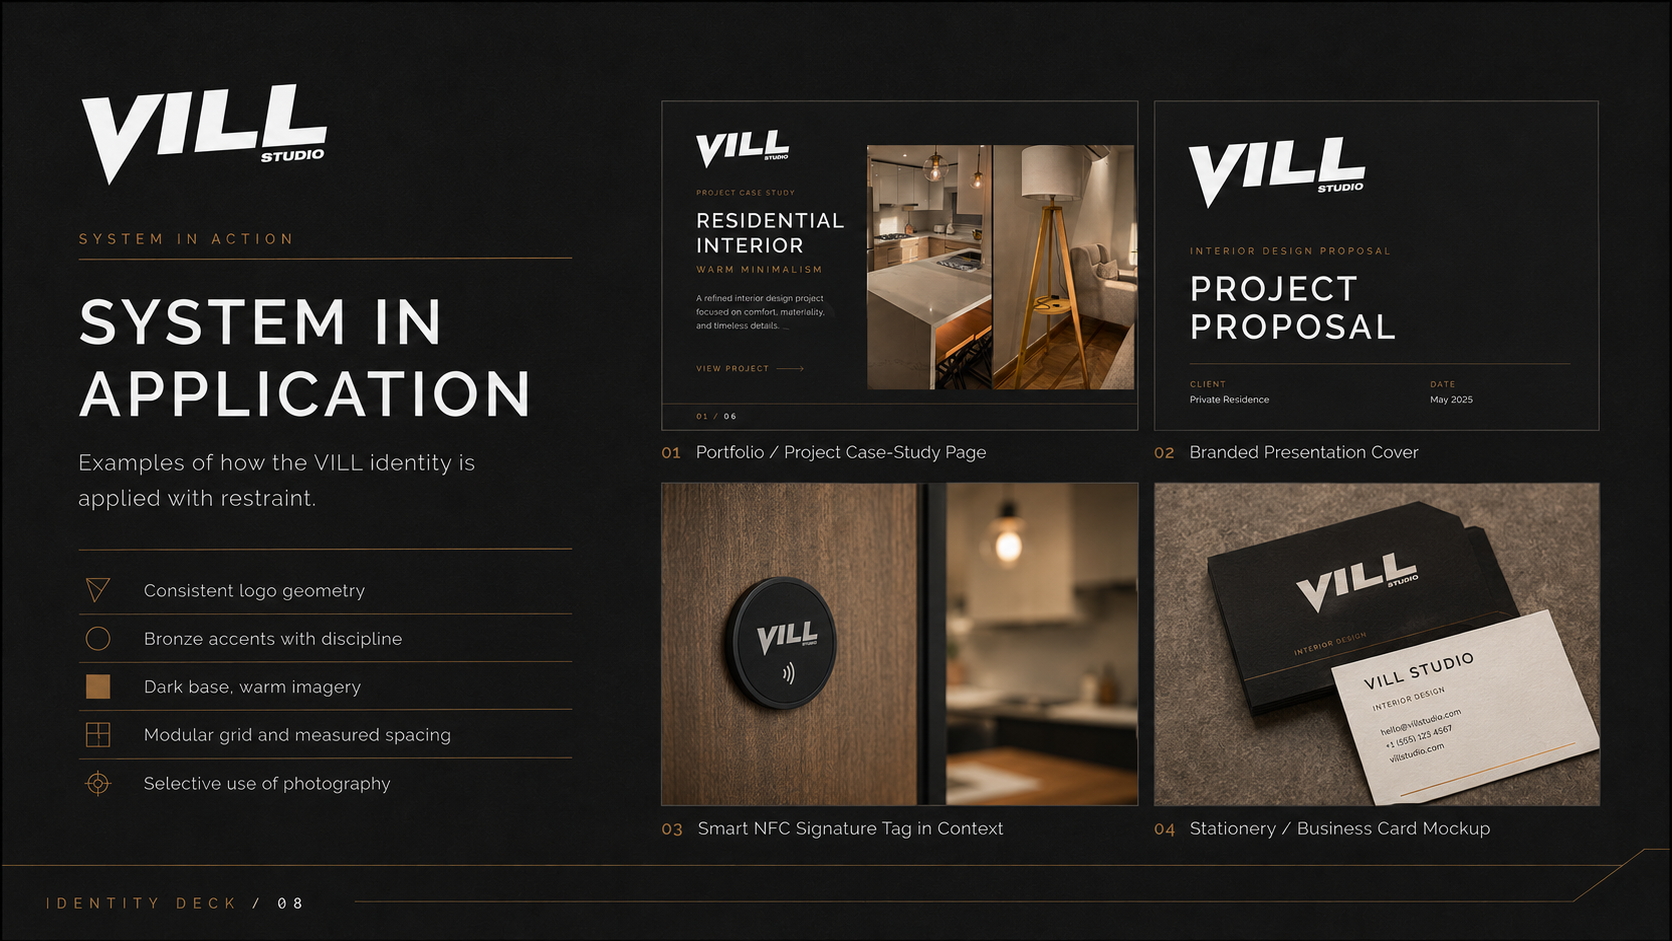 VILL
STUDIO
SYSTEM IN ACTION
SYSTEM IN
APPLICATION
Examples of how the VILL identity is
applied with restraint.
Consistent logo geometry
Bronze accents with discipline
Dark base, warm imagery
Modular grid and measured spacing
Selective use of photography
VILL
STUDIO
PROJECT CASE STUDY
RESIDENTIAL
INTERIOR
WARM MINIMALISM
A refined interior design project
focused on comfort, materiality,
and timeless details.
VIEW PROJECT
01 / 06
01 Portfolio / Project Case-Study Page
VILL
STUDIO
INTERIOR DESIGN PROPOSAL
PROJECT
PROPOSAL
CLIENT
Private Residence
DATE
May 2025
02 Branded Presentation Cover
VILL
STUDIO
03 Smart NFC Signature Tag in Context
VILL
STUDIO
INTERIOR DESIGN
VILL STUDIO
INTERIOR DESIGN
hello@villstudio.com
+1 (555) 123 4567
villstudio.com
04 Stationery / Business Card Mockup
IDENTITY DECK / 08